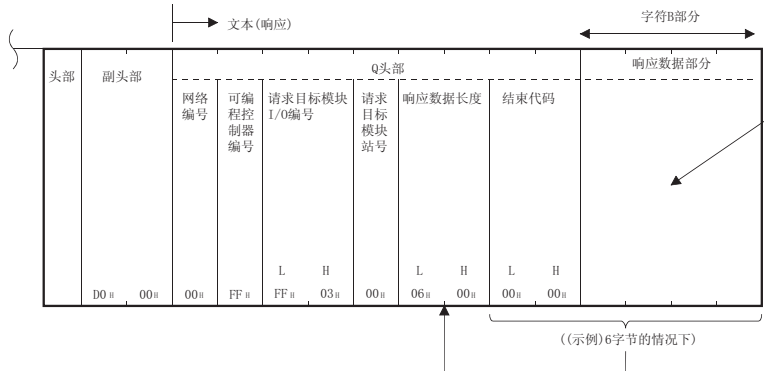 文本(响应)
字符B部分
头部
副头部
Q头部
响应数据部分
网络
编号
可编
程控
制器
编号
请求目标模块
I/O编号
请求
目标
模块
站号
响应数据长度
结束代码
L H L H L H
D0H 00H 00H FFH FFH 03H 00H 06H 00H 00H 00H
((示例)6字节的情况下)